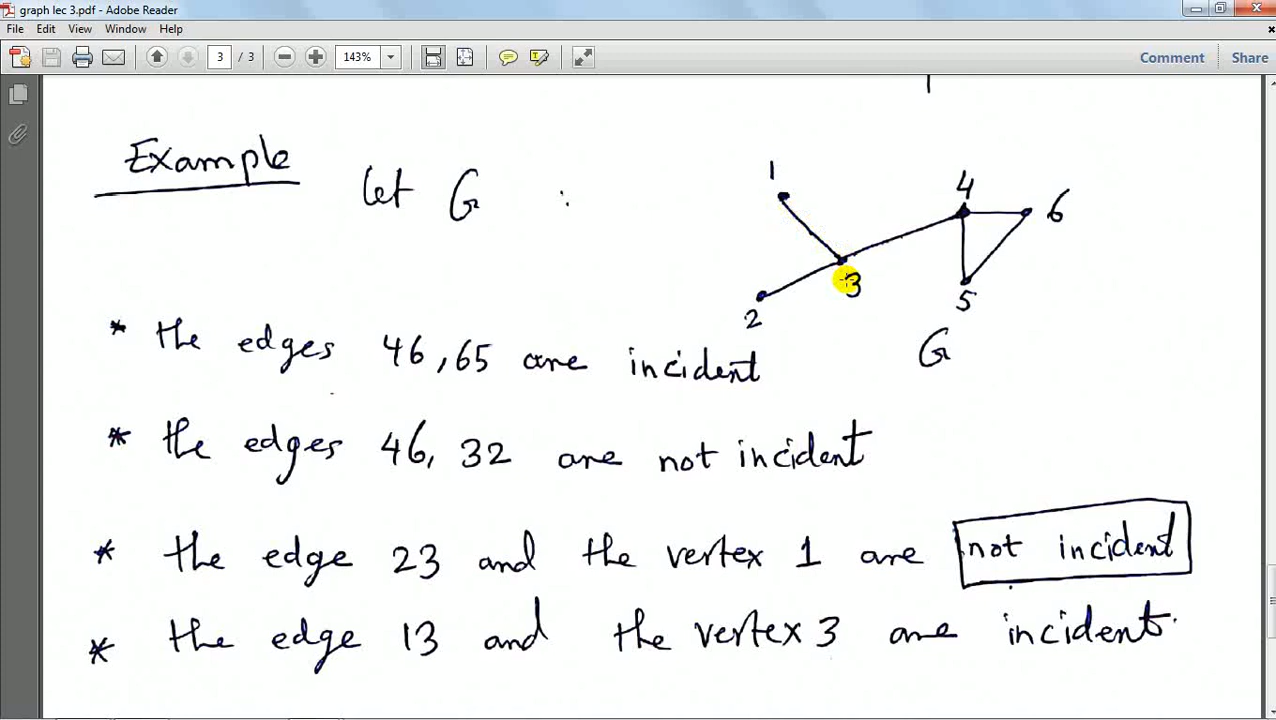 graph lec 3.pdf - Adobe Reader
File Edit View Window Help
3 / 3 143% Comment Share
Example let G :
1
4
6
3
2
5
G
* the edges 46, 65 are incident
* the edges 46, 32 are not incident
* the edge 23 and the vertex 1 are not incident
* the edge 13 and the vertex 3 are incident.